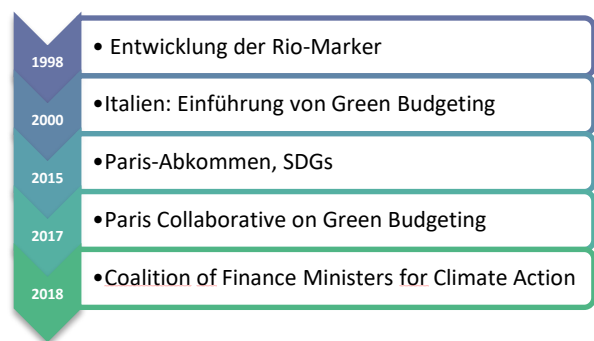 1998
• Entwicklung der Rio-Marker
2000
•Italien: Einführung von Green Budgeting
2015
•Paris-Abkommen, SDGs
2017
•Paris Collaborative on Green Budgeting
2018
•Coalition of Finance Ministers for Climate Action